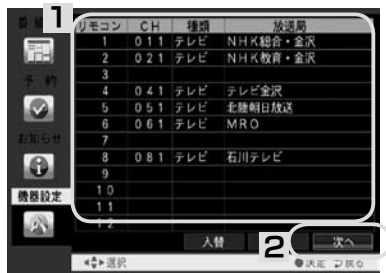 番組
1
リモコン CH 種類 放送局
1 011 テレビ NHK総合・金沢
2 021 テレビ NHK教育・金沢
3
4 041 テレビ テレビ金沢
5 051 テレビ 北陸朝日放送
6 061 テレビ MRO
7
8 081 テレビ 石川テレビ
9
10
11
12
予約
お知らせ
機器設定
入替
2
次へ
選択
決定 戻る